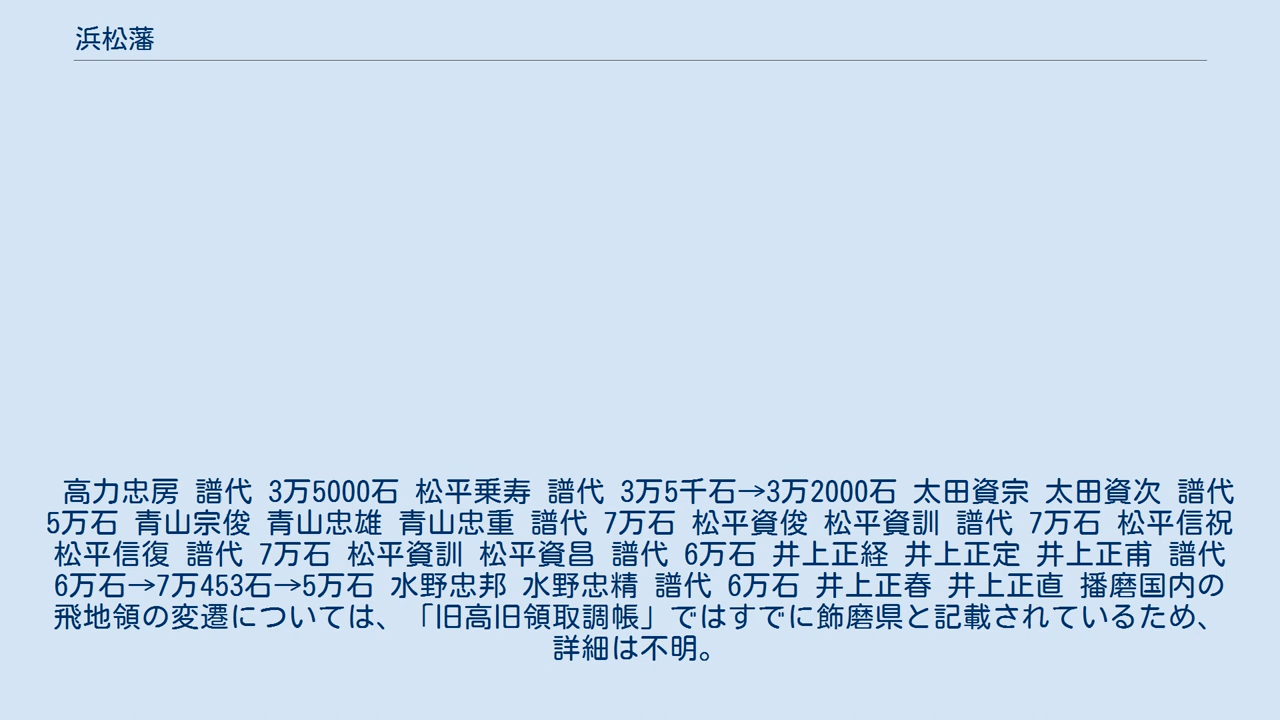 浜松藩
高力忠房 譜代 3万5000石 松平乗寿 譜代 3万5千石→3万2000石 太田資宗 太田資次 譜代
5万石 青山宗俊 青山忠雄 青山忠重 譜代 7万石 松平資俊 松平資訓 譜代 7万石 松平信祝
松平信復 譜代 7万石 松平資訓 松平資昌 譜代 6万石 井上正経 井上正定 井上正甫 譜代
6万石→7万453石→5万石 水野忠邦 水野忠精 譜代 6万石 井上正春 井上正直 播磨国内の
飛地領の変遷については、「旧高旧領取調帳」ではすでに飾磨県と記載されているため、
詳細は不明。